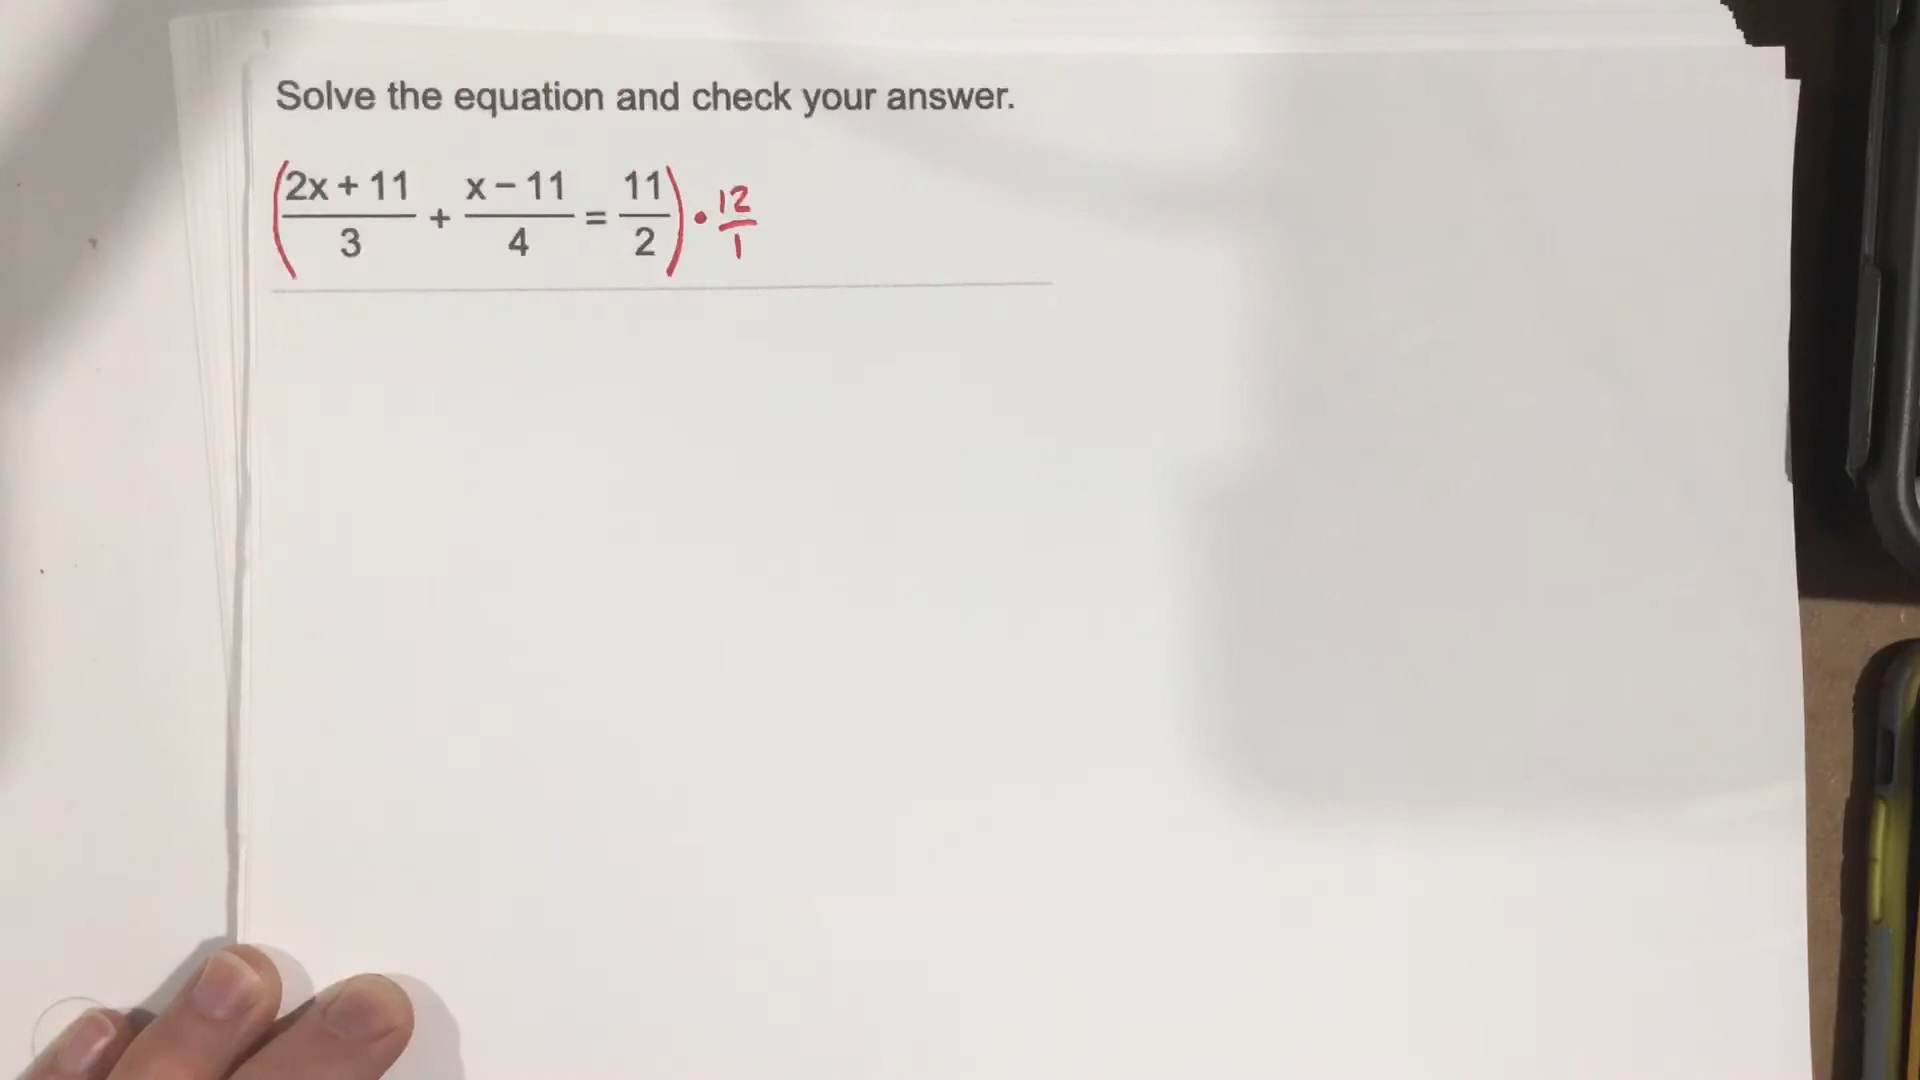 Solve the equation and check your answer.
(2x + 11 / 3 + x − 11 / 4 = 11 / 2) • 12 / 1